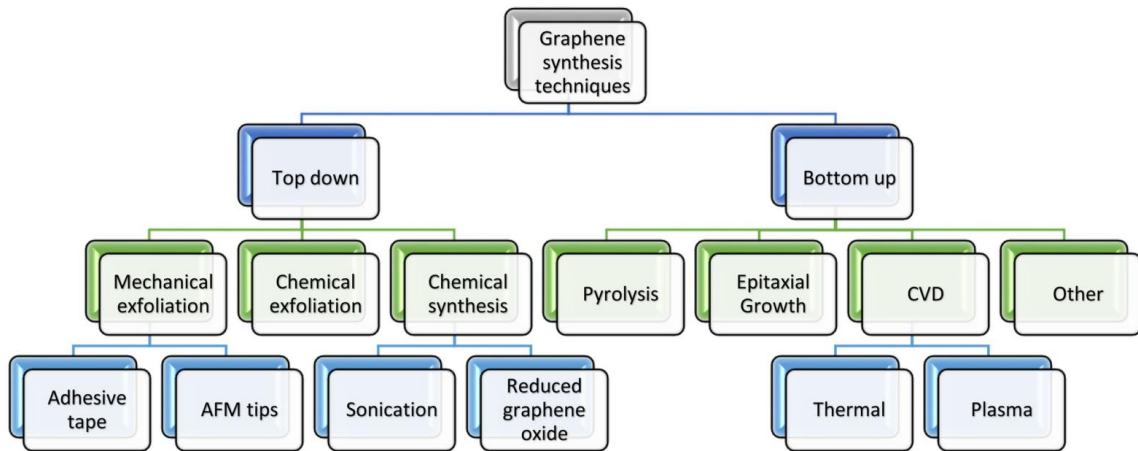 Graphene
synthesis
techniques
Top down
Bottom up
Mechanical
exfoliation
Chemical
exfoliation
Chemical
synthesis
Pyrolysis
Epitaxial
Growth
CVD
Other
Adhesive
tape
AFM tips
Sonication
Reduced
graphene
oxide
Thermal
Plasma